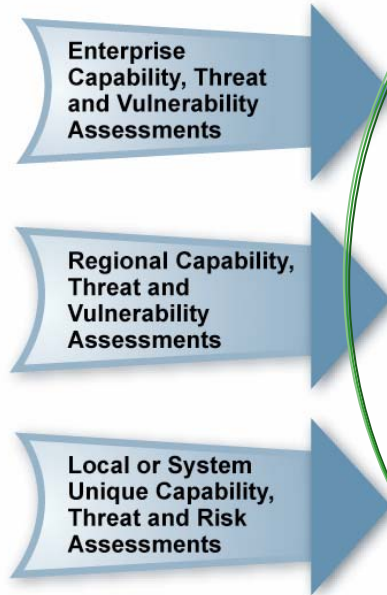 Enterprise
Capability, Threat
and Vulnerability
Assessments
Regional Capability,
Threat and
Vulnerability
Assessments
Local or System
Unique Capability,
Threat and Risk
Assessments